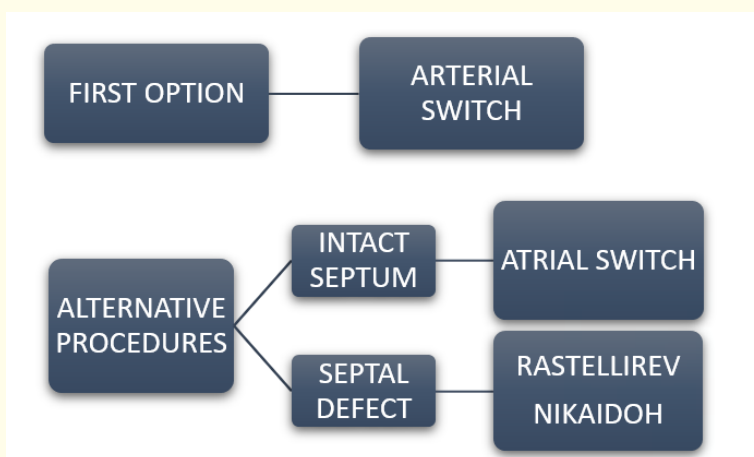 FIRST OPTION
ARTERIAL
SWITCH
ALTERNATIVE
PROCEDURES
INTACT
SEPTUM
ATRIAL SWITCH
SEPTAL
DEFECT
RASTELLIREV
NIKAIDOH